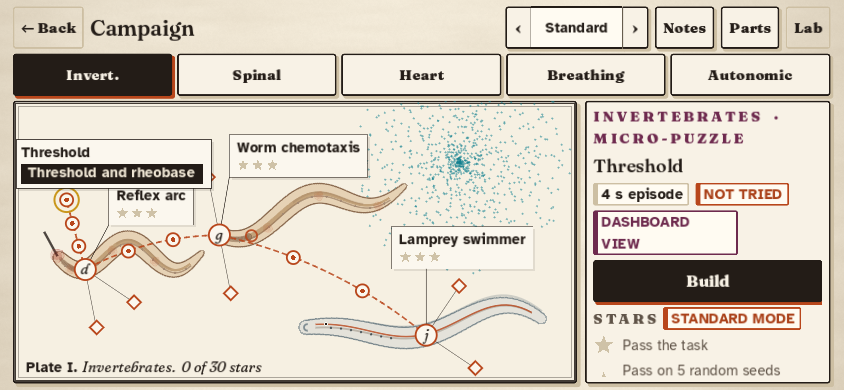 ← Back
Campaign
‹ Standard ›
Notes
Parts
Lab
Invert.
Spinal
Heart
Breathing
Autonomic
Threshold
Threshold and rheobase
Reflex arc
Worm chemotaxis
Lamprey swimmer
d
g
j
Plate I. Invertebrates. 0 of 30 stars
INVERTEBRATES ·
MICRO-PUZZLE
Threshold
4 s episode
NOT TRIED
DASHBOARD
VIEW
Build
STARS
STANDARD MODE
Pass the task
Pass on 5 random seeds